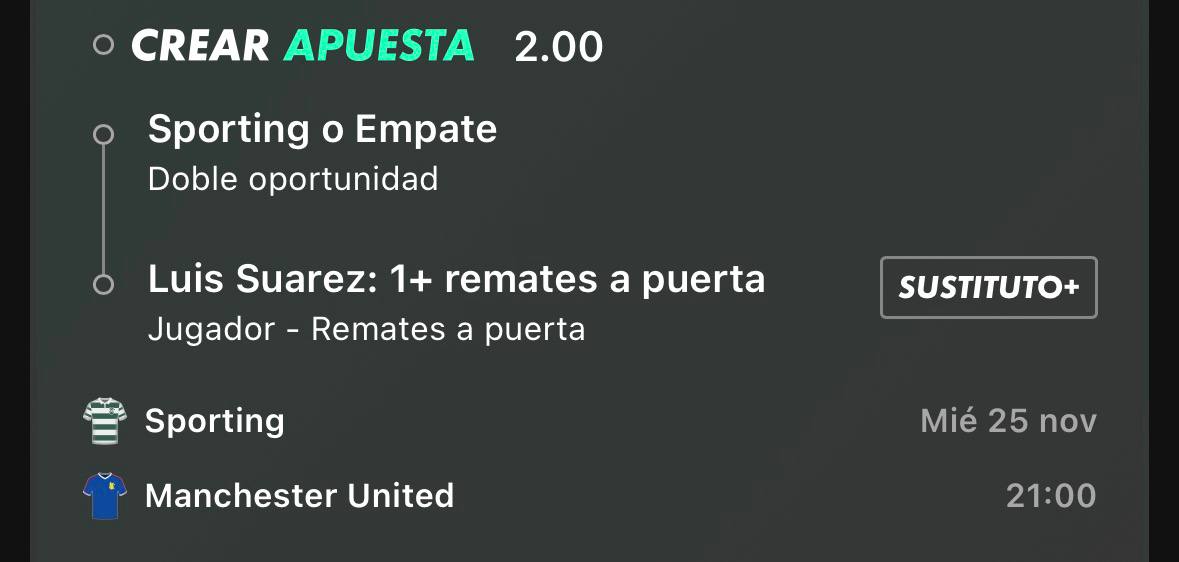 CREAR APUESTA 2.00
Sporting o Empate
Doble oportunidad
Luis Suarez: 1+ remates a puerta SUSTITUTO+
Jugador - Remates a puerta
Sporting Mié 25 nov
Manchester United 21:00